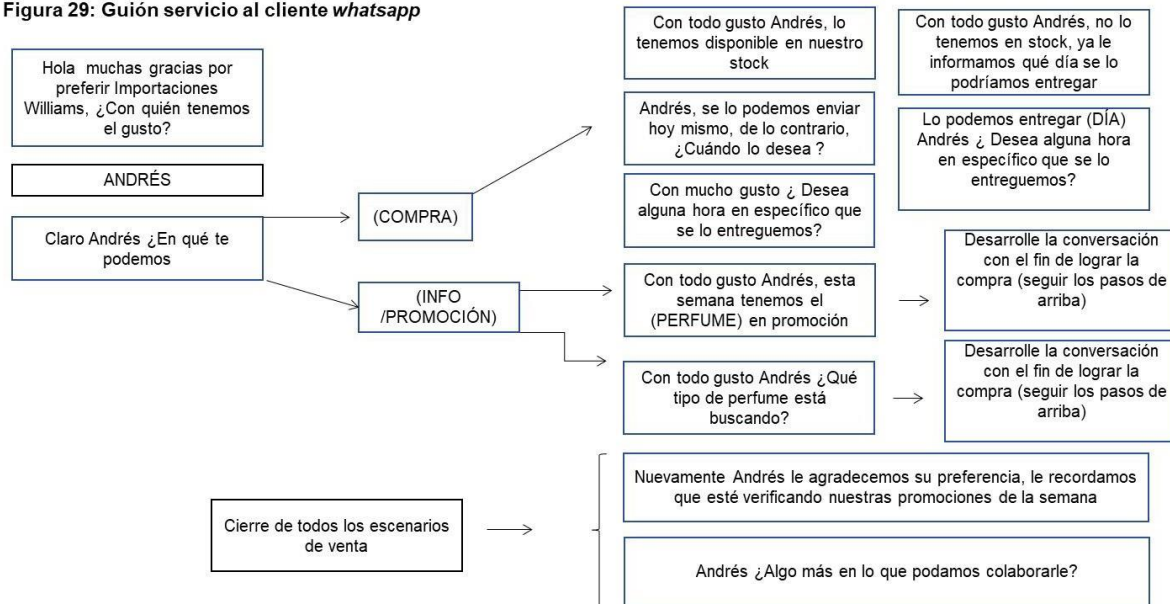 Figura 29: Guión servicio al cliente whatsapp
Hola muchas gracias por
preferir Importaciones
Williams, ¿Con quién tenemos
el gusto?
ANDRÉS
Claro Andrés ¿En qué te
podemos
(COMPRA)
(INFO
/PROMOCIÓN)
Con todo gusto Andrés, lo
tenemos disponible en nuestro
stock
Andrés, se lo podemos enviar
hoy mismo, de lo contrario,
¿Cuándo lo desea ?
Con mucho gusto ¿ Desea
alguna hora en específico que
se lo entreguemos?
Con todo gusto Andrés, no lo
tenemos en stock, ya le
informamos qué día se lo
podríamos entregar
Lo podemos entregar (DÍA)
Andrés ¿ Desea alguna hora
en específico que se lo
entreguemos?
Con todo gusto Andrés, esta
semana tenemos el
(PERFUME) en promoción
Desarrolle la conversación
con el fin de lograr la
compra (seguir los pasos de
arriba)
Con todo gusto Andrés ¿Qué
tipo de perfume está
buscando?
Desarrolle la conversación
con el fin de lograr la
compra (seguir los pasos de
arriba)
Cierre de todos los escenarios
de venta
Nuevamente Andrés le agradecemos su preferencia, le recordamos
que esté verificando nuestras promociones de la semana
Andrés ¿Algo más en lo que podamos colaborarle?